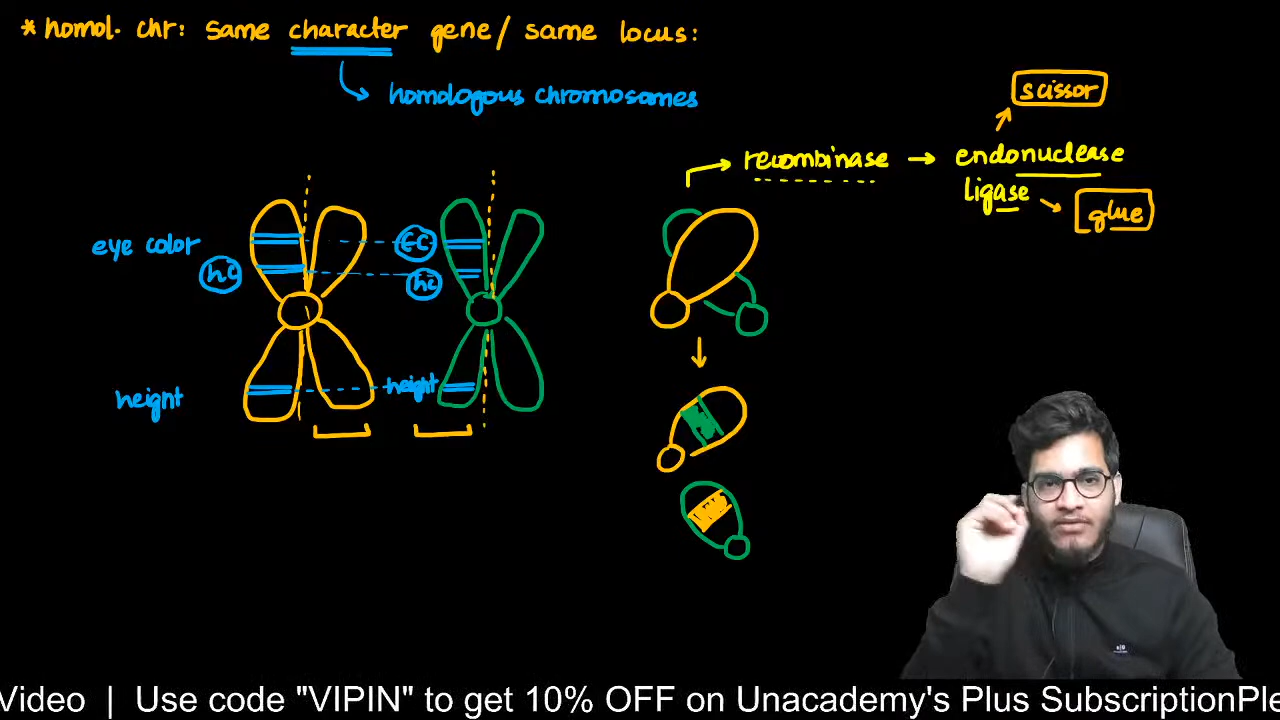 * homol. chr: same character gene/ same locus:
homologous chromosomes
scissor
recombinase → endonuclease
ligase
glue
eye color
EC
hc
hc
height
height
Video | Use code "VIPIN" to get 10% OFF on Unacademy's Plus SubscriptionPle